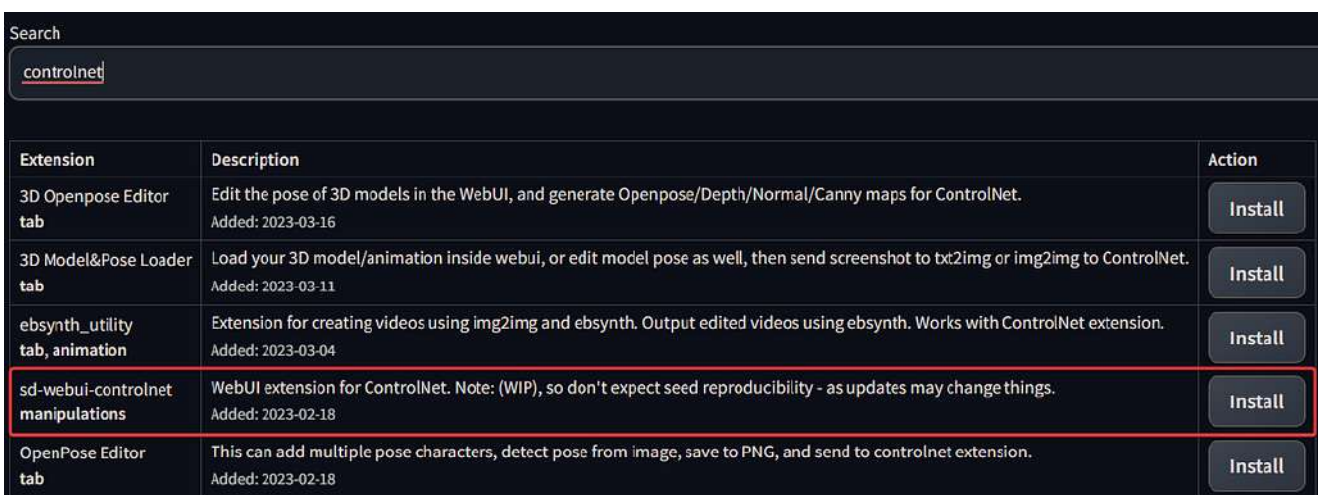 Search
controlnet
Extension Description Action
3D Openpose Editor Edit the pose of 3D models in the WebUI, and generate Openpose/Depth/Normal/Canny maps for ControlNet. Install
tab Added: 2023-03-16
3D Model&Pose Loader Load your 3D model/animation inside webui, or edit model pose as well, then send screenshot to txt2img or img2img to ControlNet. Install
tab Added: 2023-03-11
ebsynth_utility Extension for creating videos using img2img and ebsynth. Output edited videos using ebsynth. Works with ControlNet extension. Install
tab, animation Added: 2023-03-04
sd-webui-controlnet WebUI extension for ControlNet. Note: (WIP), so don't expect seed reproducibility - as updates may change things. Install
manipulations Added: 2023-02-18
OpenPose Editor This can add multiple pose characters, detect pose from image, save to PNG, and send to controlnet extension. Install
tab Added: 2023-02-18